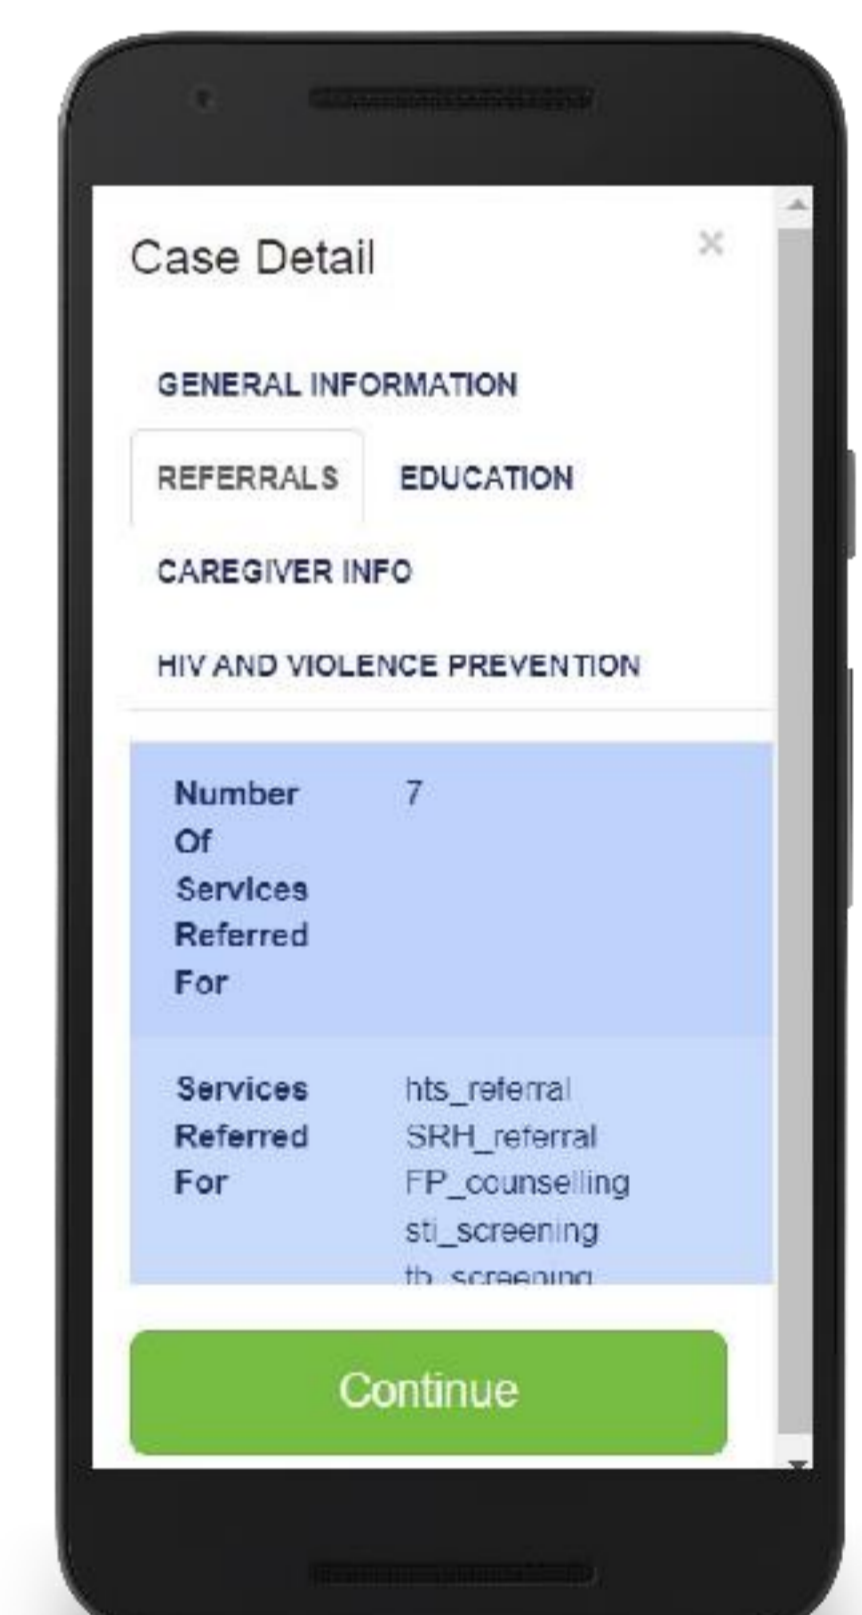 Case Detail ×
GENERAL INFORMATION
REFERRALS EDUCATION
CAREGIVER INFO
HIV AND VIOLENCE PREVENTION
Number 7
Of
Services
Referred
For
Services hts_referral
Referred SRH_referral
For FP_counselling
sti_screening
tb_screening
Continue